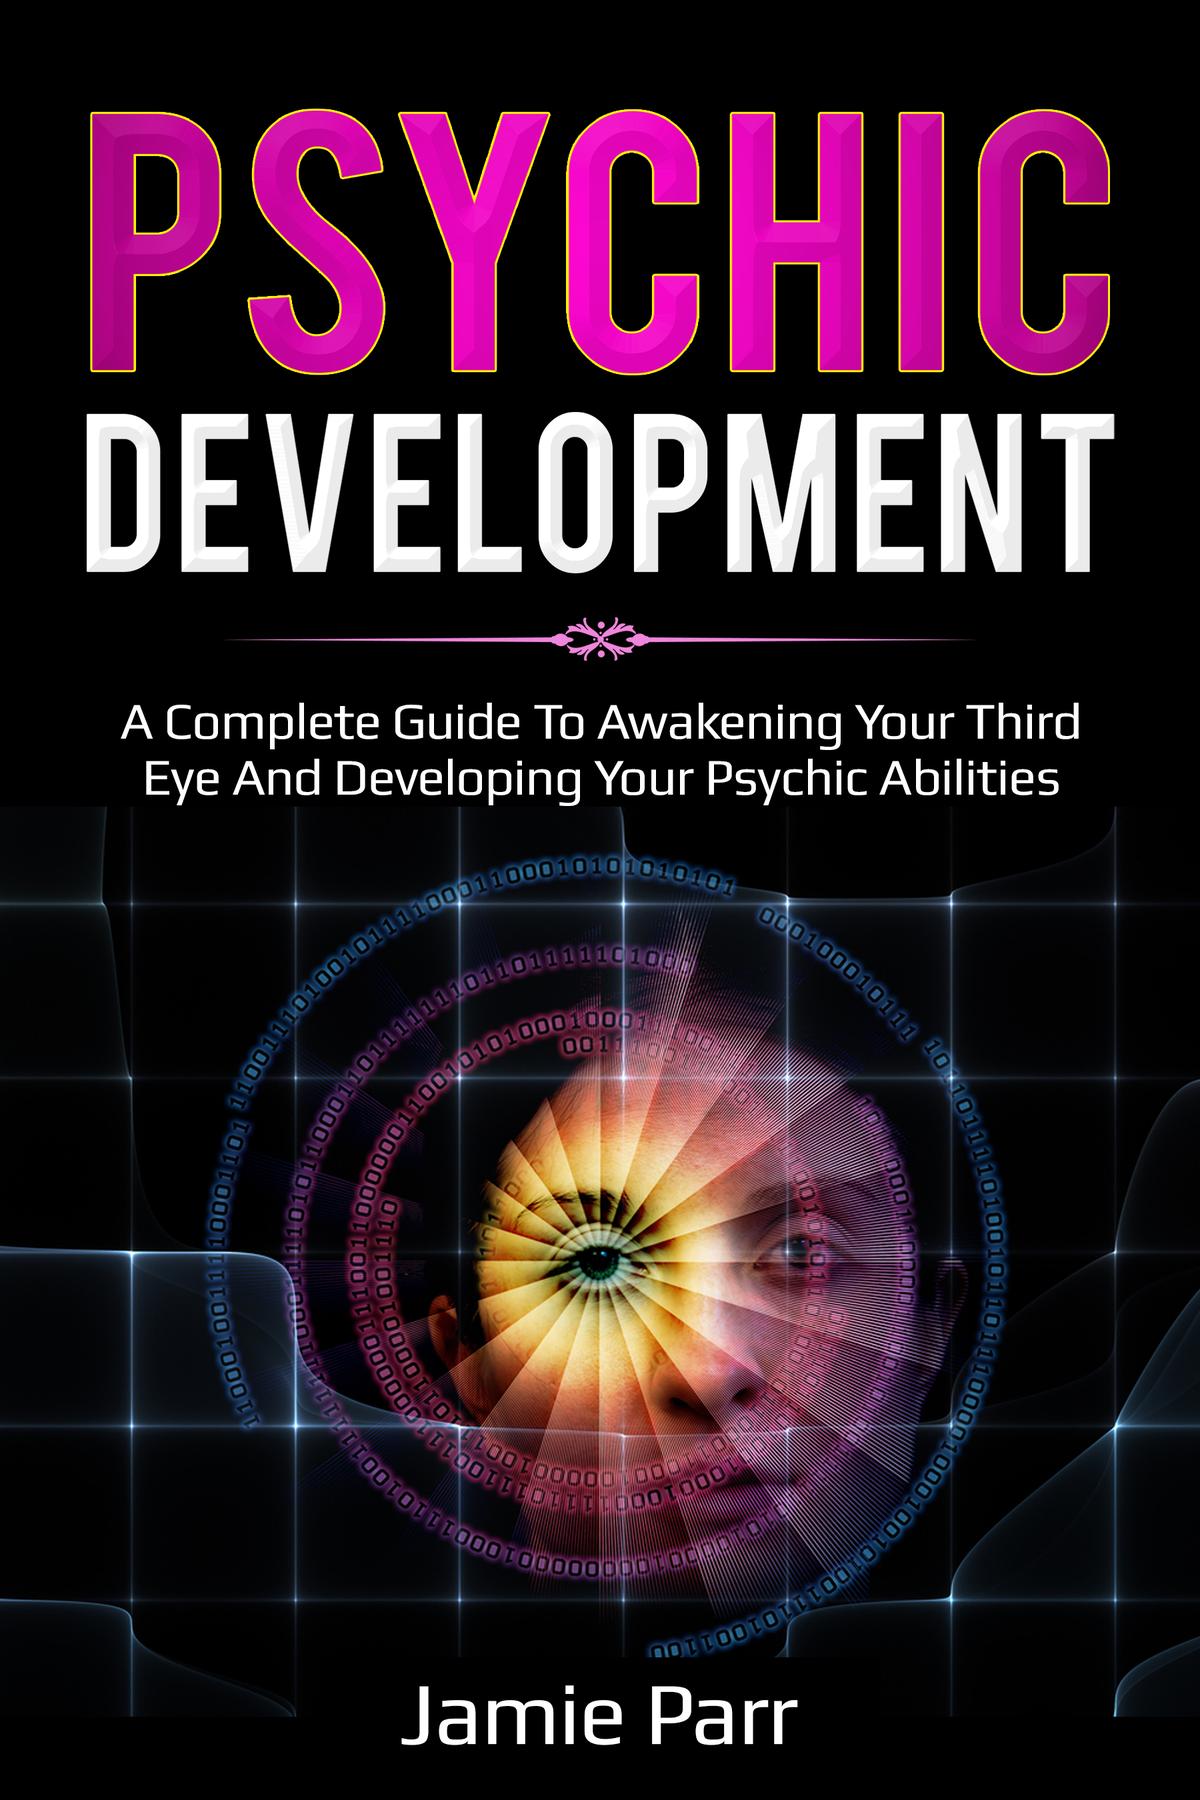 PSYCHIC
DEVELOPMENT
A Complete Guide To Awakening Your Third
Eye And Developing Your Psychic Abilities
Jamie Parr